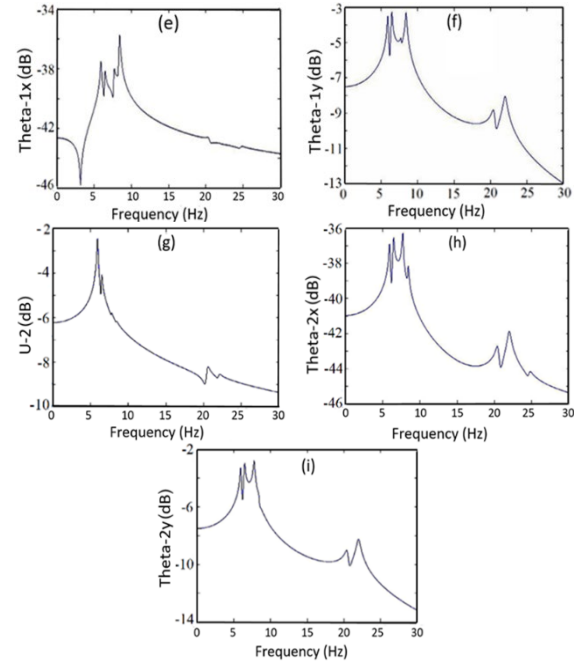 (e)
Theta-1x (dB)
-34
-38
-42
-46
0 5 10 15 20 25 30
Frequency (Hz)
(f)
Theta-1y (dB)
-3
-5
-7
-9
-11
-13
0 5 10 15 20 25 30
Frequency (Hz)
(g)
U-2 (dB)
-2
-4
-6
-8
-10
0 5 10 15 20 25 30
Frequency (Hz)
(h)
Theta-2x (dB)
-36
-38
-40
-42
-44
-46
0 5 10 15 20 25 30
Frequency (Hz)
(i)
Theta-2y (dB)
-2
-6
-10
-14
0 5 10 15 20 25 30
Frequency (Hz)